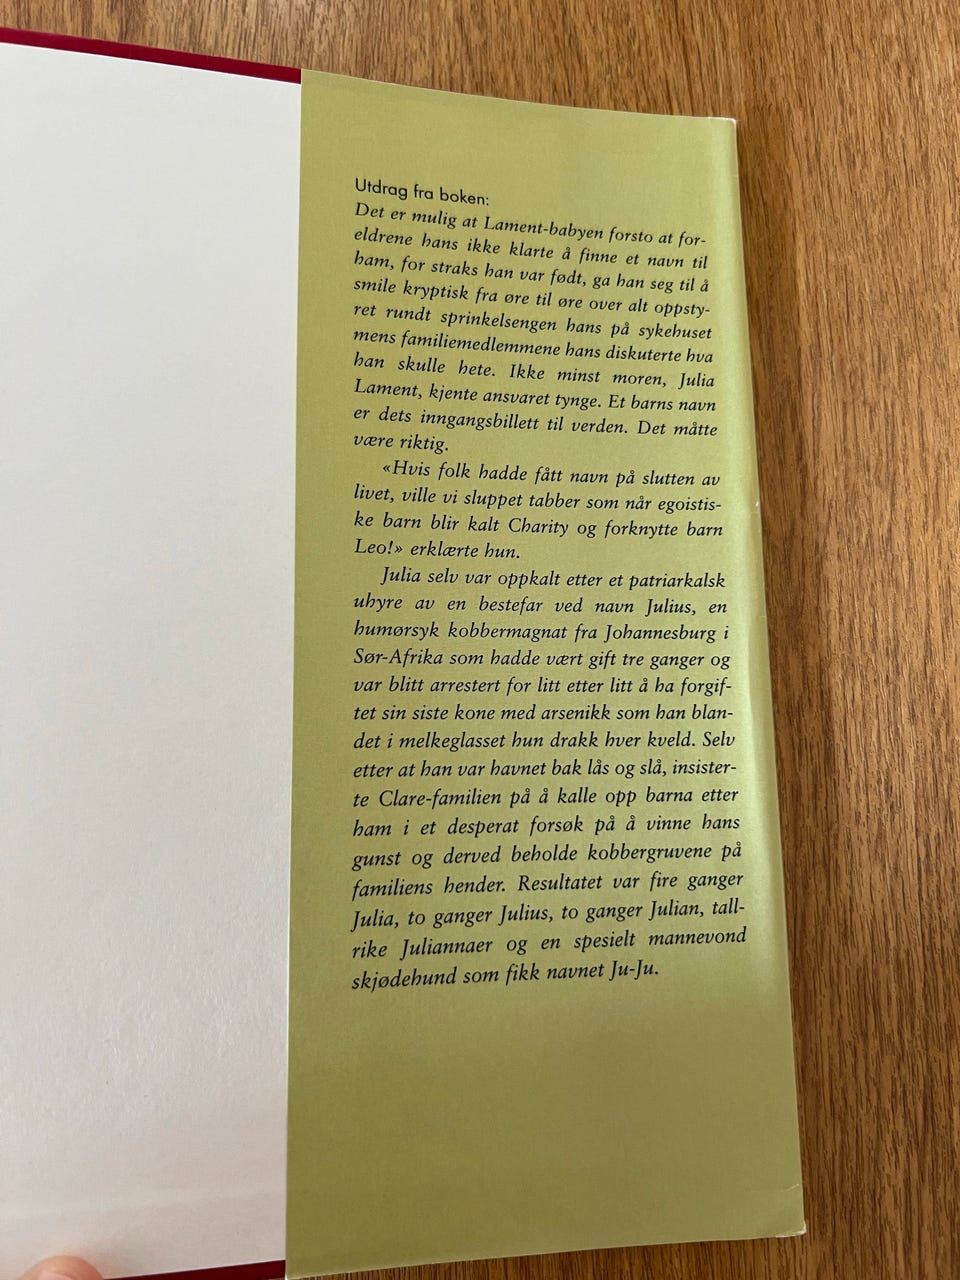 Utdrag fra boken:
Det er mulig at Lament-babyen forsto at for-
eldrene hans ikke klarte å finne et navn til
ham, for straks han var født, ga han seg til å
smile kryptisk fra øre til øre over alt oppsty-
ret rundt sprinkelsengen hans på sykehuset
mens familiemedlemmene hans diskuterte hva
han skulle hete. Ikke minst moren, Julia
Lament, kjente ansvaret tynge. Et barns navn
er dets inngangsbillett til verden. Det måtte
være riktig.
«Hvis folk hadde fått navn på slutten av
livet, ville vi sluppet tabber som når egoistis-
ke barn blir kalt Charity og forknytte barn
Leo!» erklærte hun.
Julia selv var oppkalt etter et patriarkalsk
uhyre av en bestefar ved navn Julius, en
humørsyk kobbermagnat fra Johannesburg i
Sør-Afrika som hadde vært gift tre ganger og
var blitt arrestert for litt etter litt å ha forgif-
tet sin siste kone med arsenikk som han blan-
det i melkeglasset hun drakk hver kveld. Selv
etter at han var havnet bak lås og slå, insister-
te Clare-familien på å kalle opp barna etter
ham i et desperat forsøk på å vinne hans
gunst og derved beholde kobbergruvene på
familiens hender. Resultatet var fire ganger
Julia, to ganger Julius, to ganger Julian, tall-
rike Juliannaer og en spesielt mannevond
skjødehund som fikk navnet Ju-Ju.